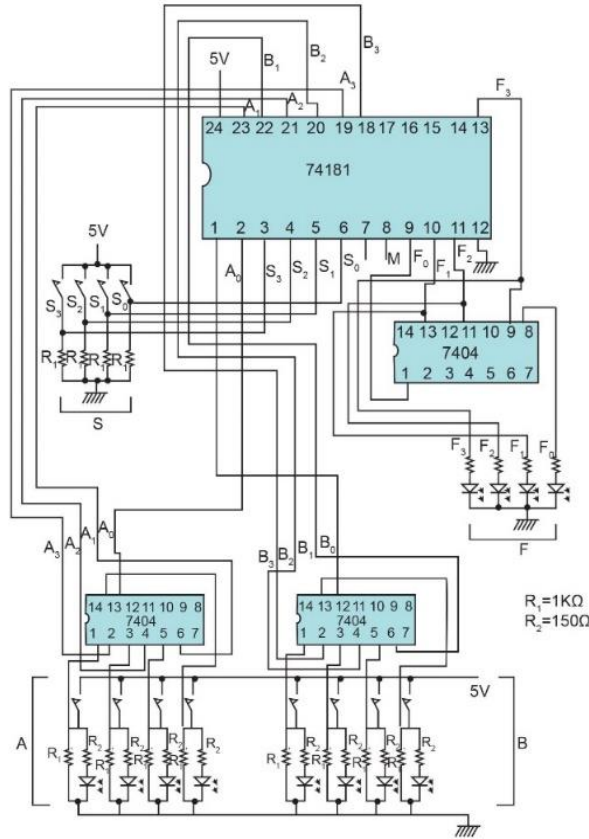 5V
B₁
B₂
B₃
A₁
A₂
A₃
F₃
24 23 22 21 20 19 18 17 16 15 14 13
74181
1 2 3 4 5 6 7 8 9 10 11 12
A₀
S₃
S₂
S₁
S₀
M
F₀
F₁
F₂
5V
S₃
S₂
S₁
S₀
R₁
R₁
R₁
R₁
S
14 13 12 11 10 9 8
7404
1 2 3 4 5 6 7
F₃
F₂
F₁
F₀
F
A₃
A₂
A₁
A₀
B₃
B₂
B₁
B₀
R₁=1KΩ
R₂=150Ω
14 13 12 11 10 9 8
7404
1 2 3 4 5 6 7
14 13 12 11 10 9 8
7404
1 2 3 4 5 6 7
5V
A
B
R₁
R₂
R₁
R₂
R₁
R₂
R₁
R₂
R₁
R₂
R₁
R₂
R₁
R₂
R₁
R₂